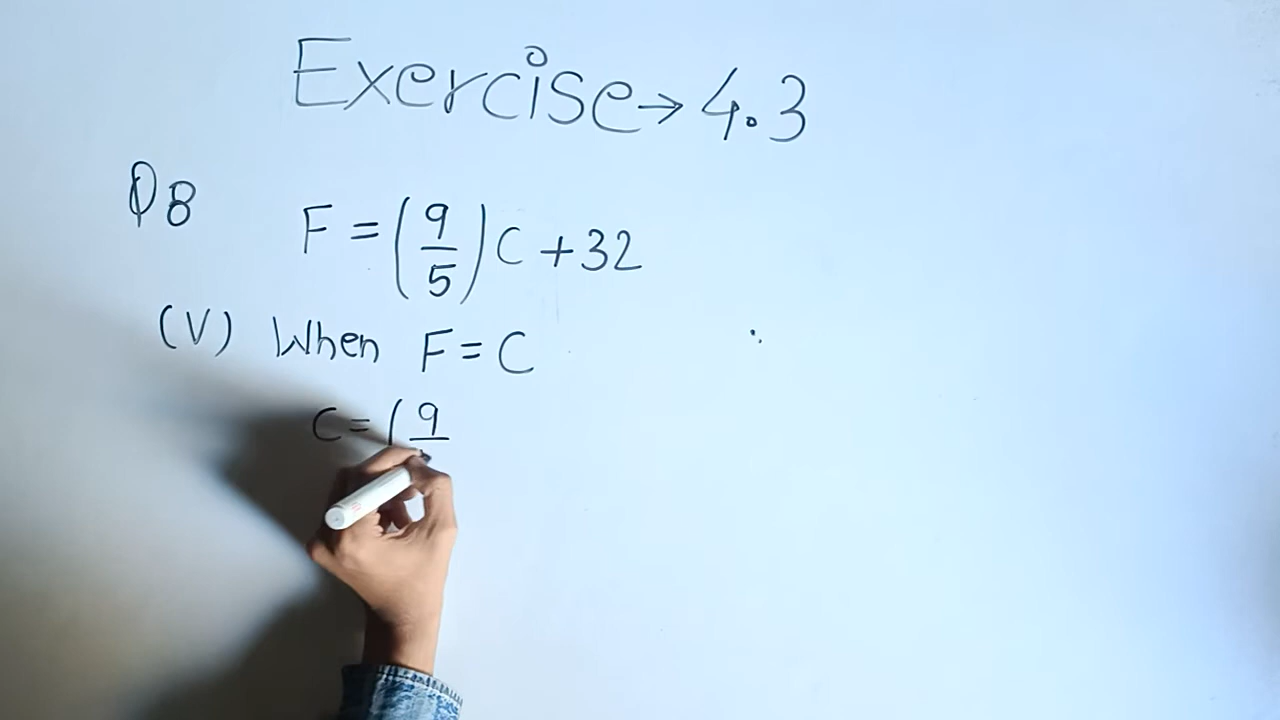 Exercise → 4.3
Q8 F = (9/5) C + 32
(V) When F = C
C = (9